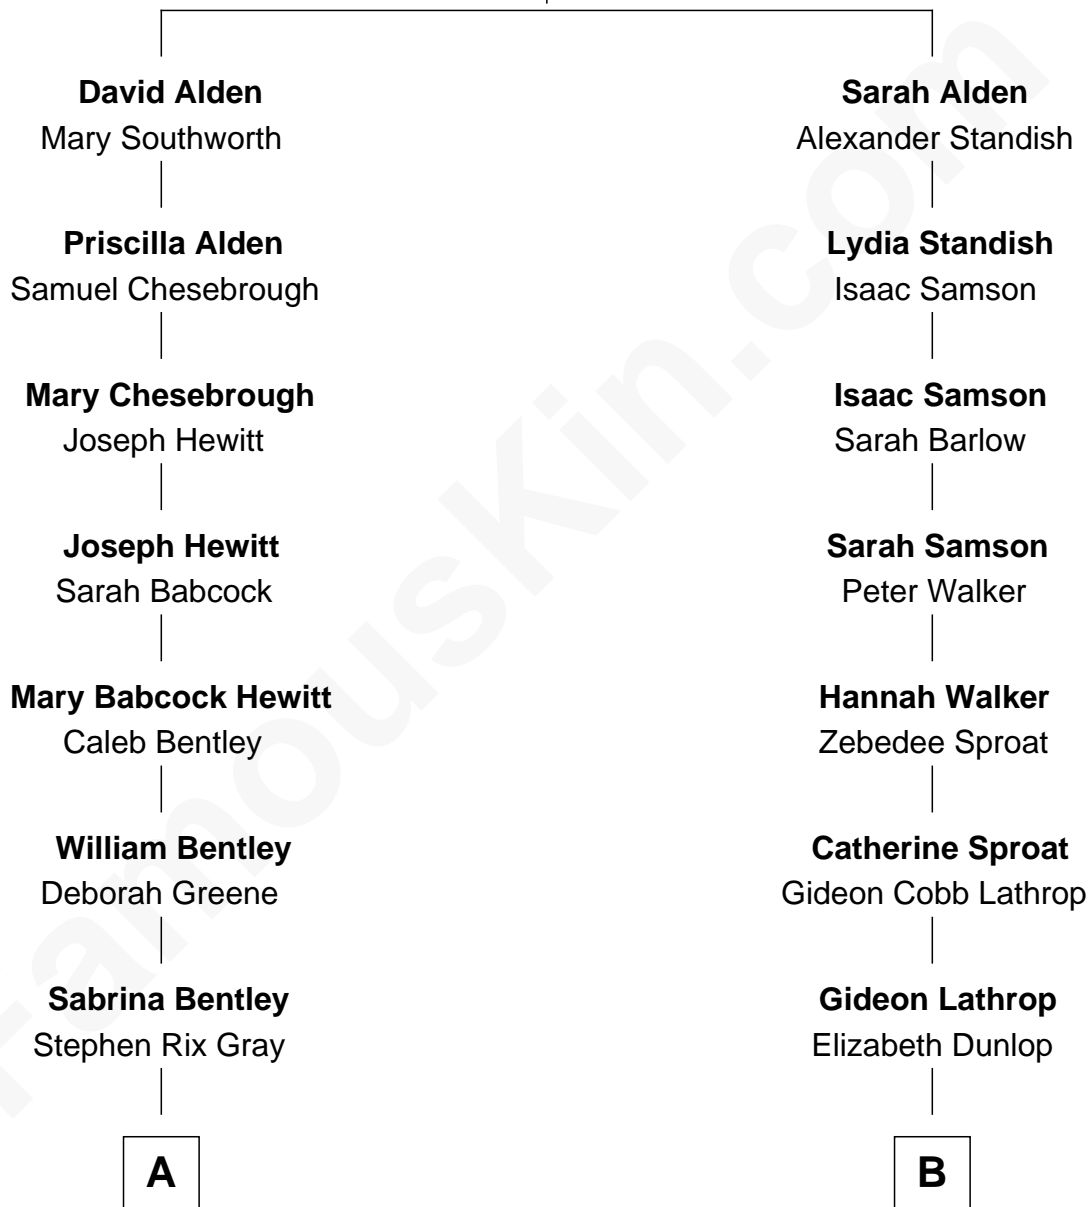 David Alden
Mary Southworth
Priscilla Alden
Samuel Chesebrough
Mary Chesebrough
Joseph Hewitt
Joseph Hewitt
Sarah Babcock
Mary Babcock Hewitt
Caleb Bentley
William Bentley
Deborah Greene
Sabrina Bentley
Stephen Rix Gray
A
Sarah Alden
Alexander Standish
Lydia Standish
Isaac Samson
Isaac Samson
Sarah Barlow
Sarah Samson
Peter Walker
Hannah Walker
Zebedee Sproat
Catherine Sproat
Gideon Cobb Lathrop
Gideon Lathrop
Elizabeth Dunlop
B
FamousKin.com